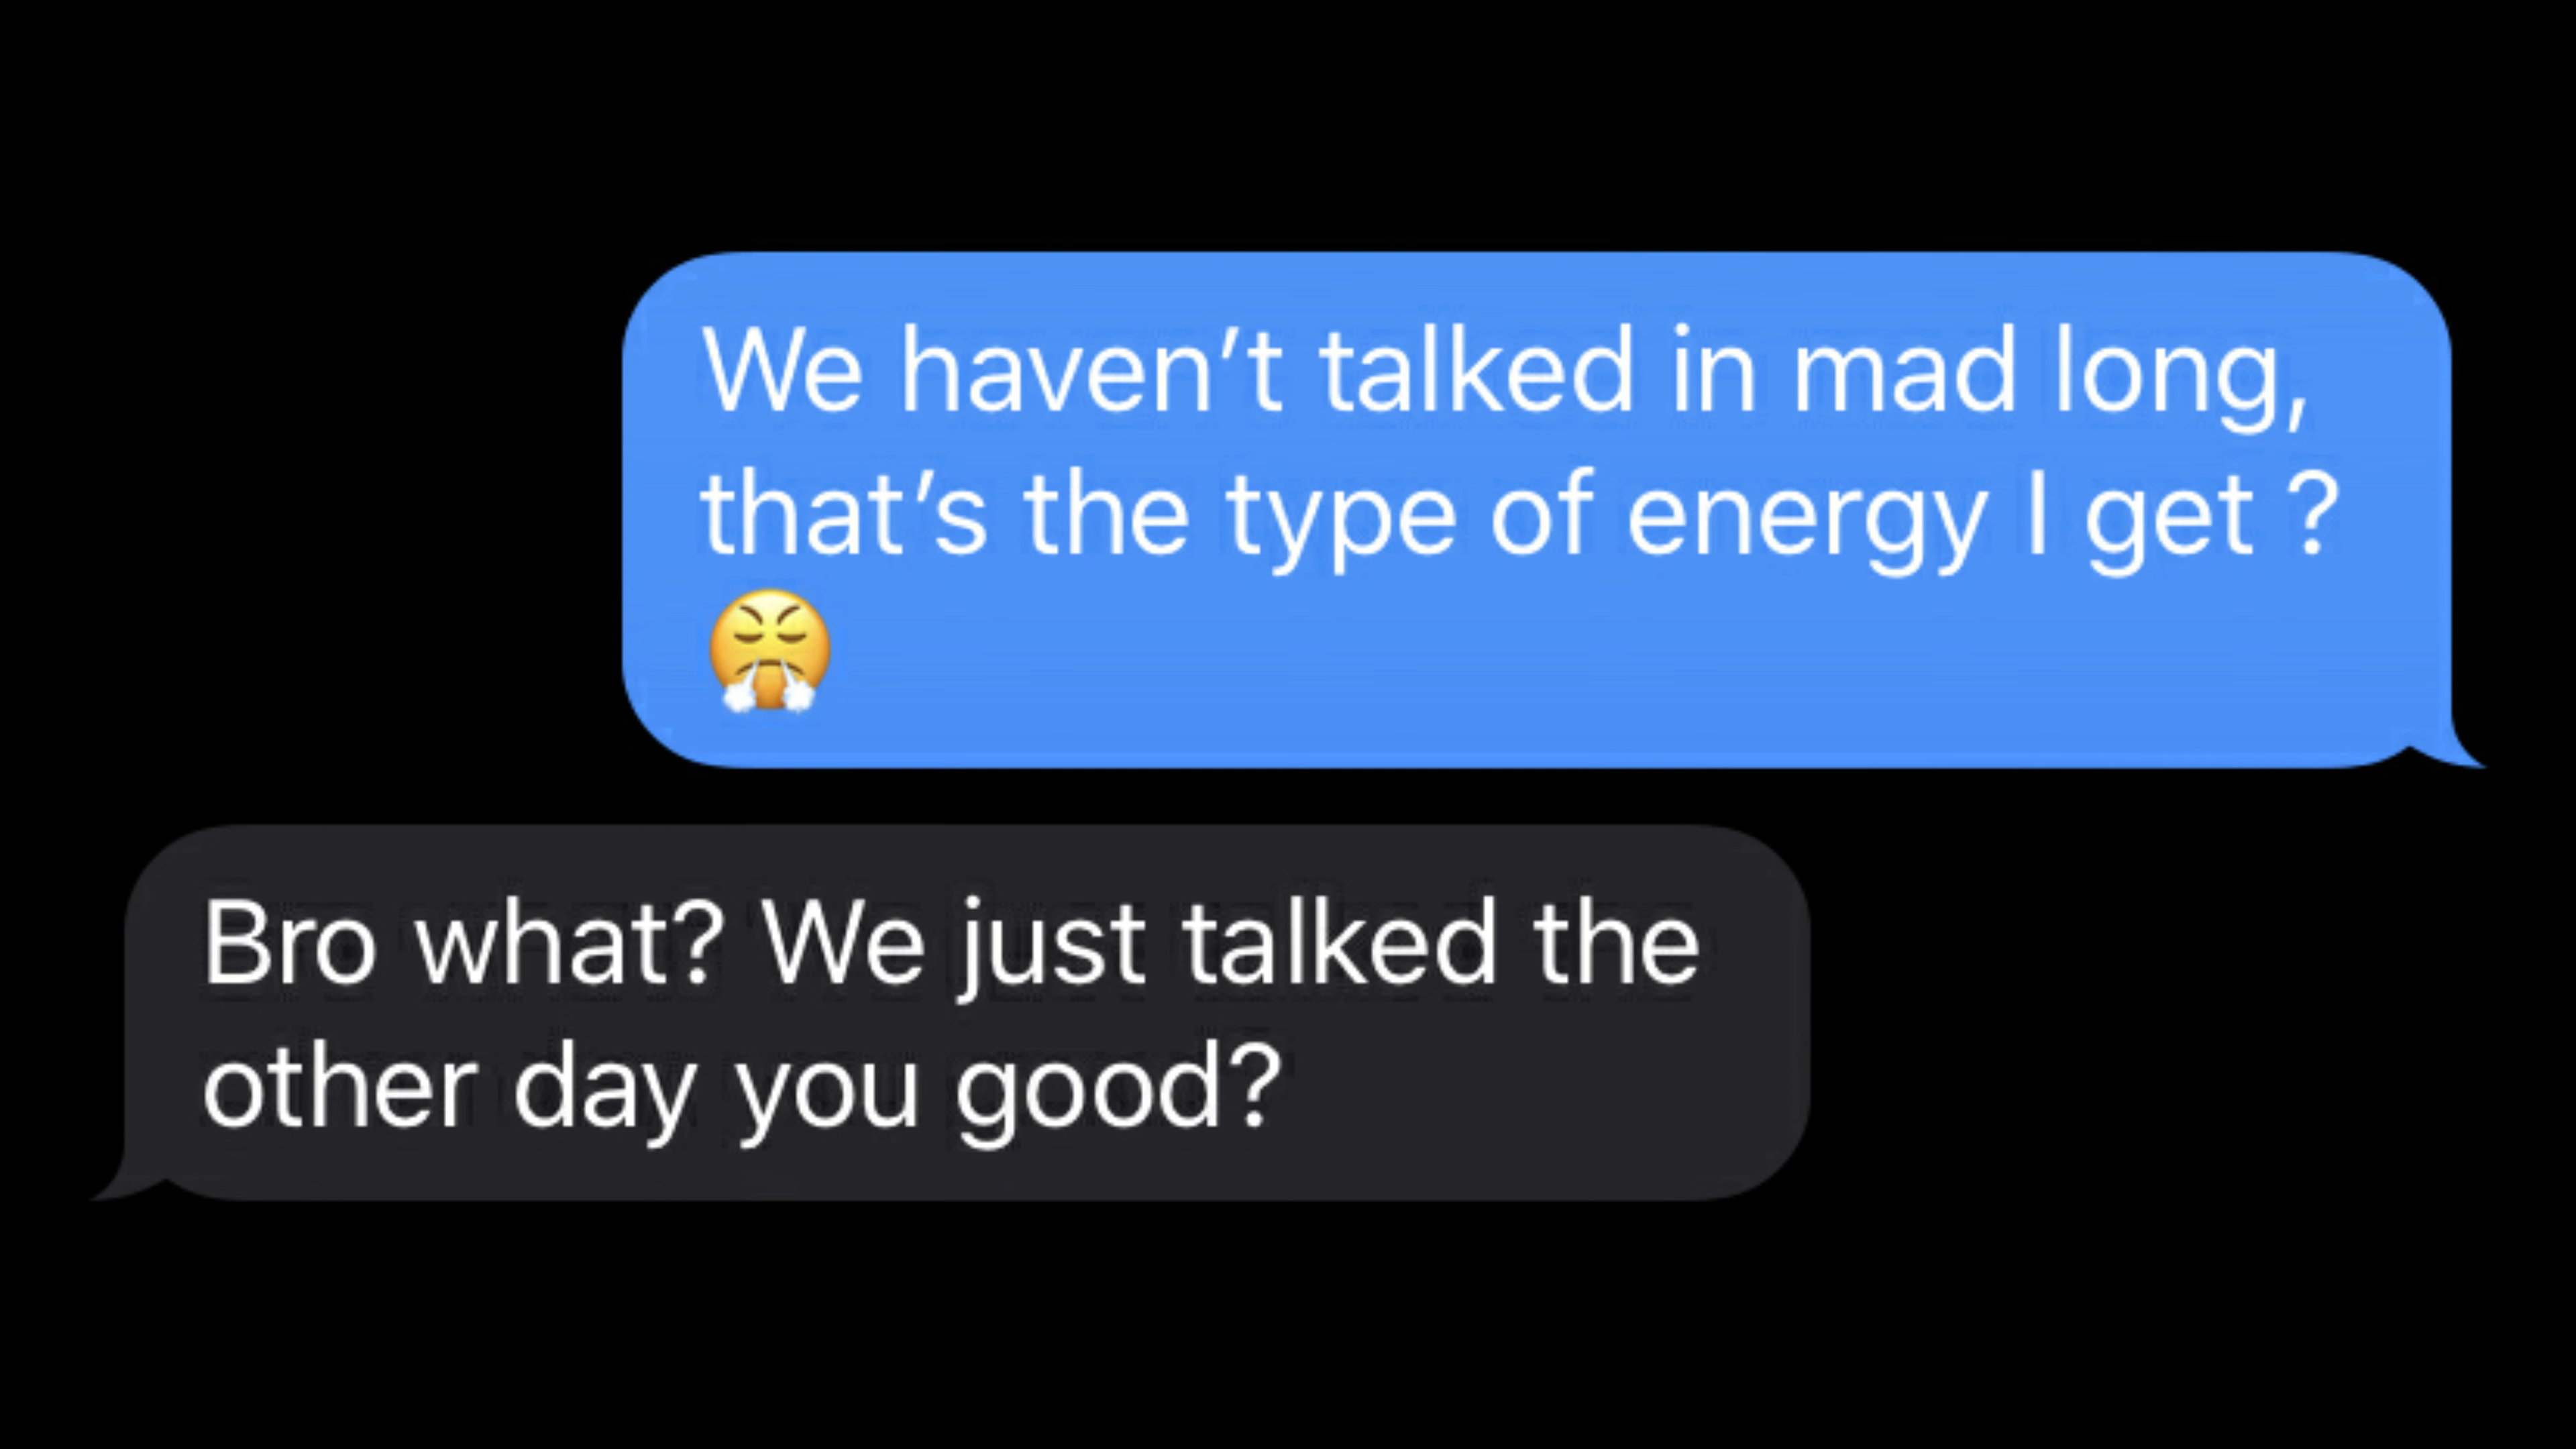 We haven’t talked in mad long,
that’s the type of energy I get ?
😤
Bro what? We just talked the
other day you good?